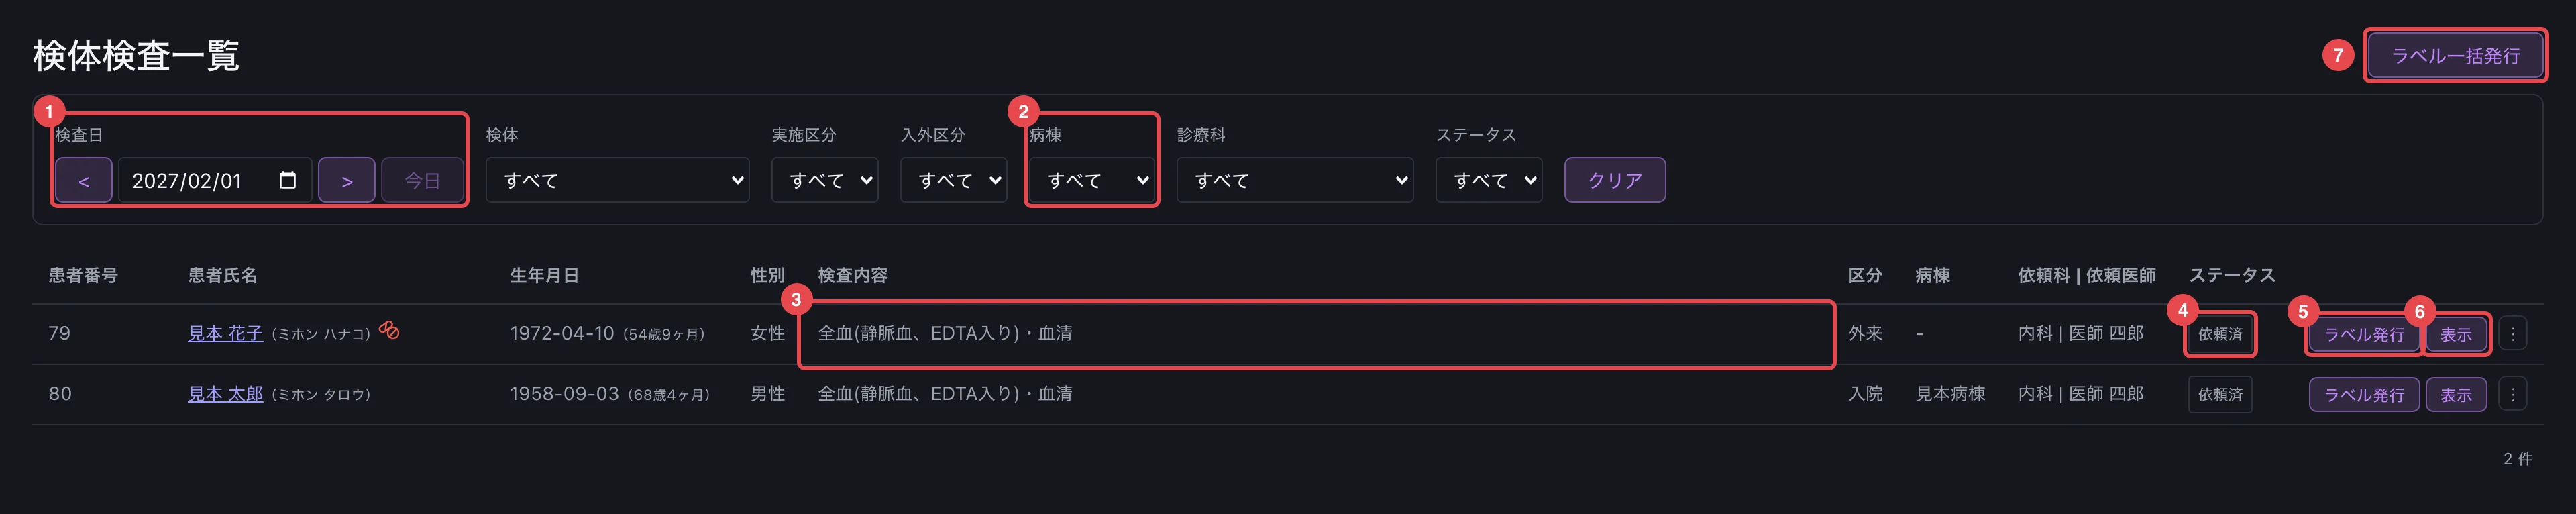 検体検査一覧
7 ラベル一括発行
1 検査日 検体 実施区分 入外区分 2 病棟 診療科 ステータス
< 2027/02/01 > 今日 すべて すべて すべて すべて すべて すべて クリア
患者番号 患者氏名 生年月日 性別 検査内容 区分 病棟 依頼科 | 依頼医師 ステータス
3 4 5 6
79 見本 花子 (ミホン ハナコ) 1972-04-10 (54歳9ヶ月) 女性 全血(静脈血、EDTA入り)・血清 外来 - 内科 | 医師 四郎 依頼済 ラベル発行 表示 ⋮
80 見本 太郎 (ミホン タロウ) 1958-09-03 (68歳4ヶ月) 男性 全血(静脈血、EDTA入り)・血清 入院 見本病棟 内科 | 医師 四郎 依頼済 ラベル発行 表示 ⋮
2 件